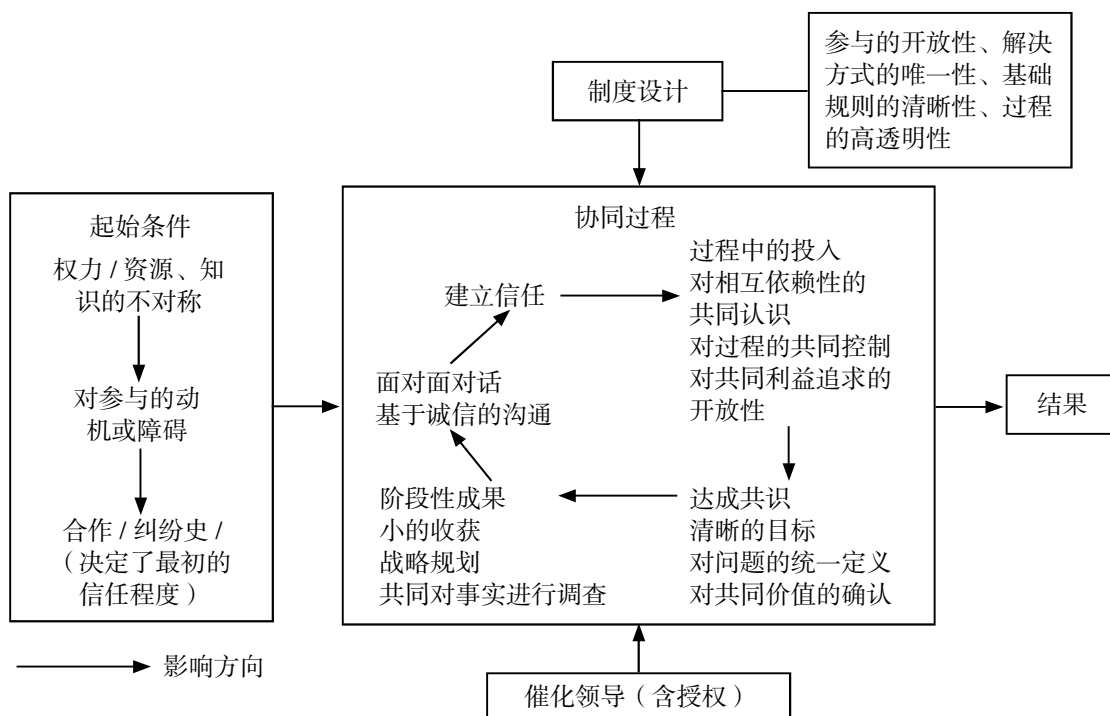 参与的开放性、解决
方式的唯一性、基础
规则的清晰性、过程
的高透明性
制度设计
起始条件
权力 / 资源、知
识的不对称
对参与的动
机或障碍
合作 / 纠纷史 /
（决定了最初的
信任程度）
协同过程
建立信任
过程中的投入
对相互依赖性的
共同认识
对过程的共同控制
对共同利益追求的
开放性
面对面对话
基于诚信的沟通
阶段性成果
小的收获
战略规划
共同对事实进行调查
达成共识
清晰的目标
对问题的统一定义
对共同价值的确认
结果
影响方向
催化领导（含授权）